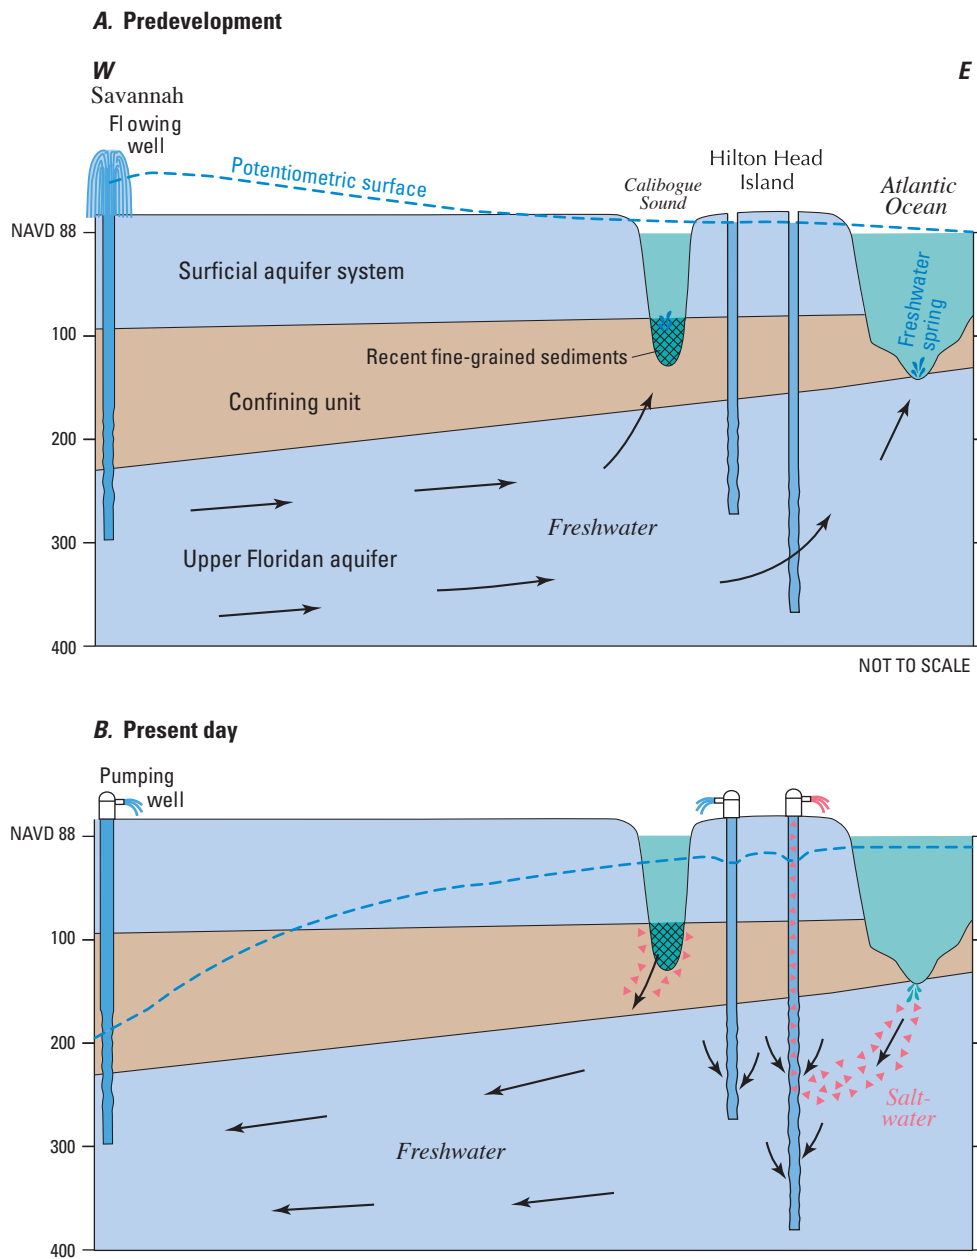 A. Predevelopment
W
E
Savannah
Flowing
well
Potentiometric surface
Calibogue
Sound
Hilton Head
Island
Atlantic
Ocean
NAVD 88
Surficial aquifer system
Freshwater
spring
100
Recent fine-grained sediments
Confining unit
200
Freshwater
300
Upper Floridan aquifer
400
NOT TO SCALE
B. Present day
Pumping
well
NAVD 88
100
200
Salt-
water
300
Freshwater
400